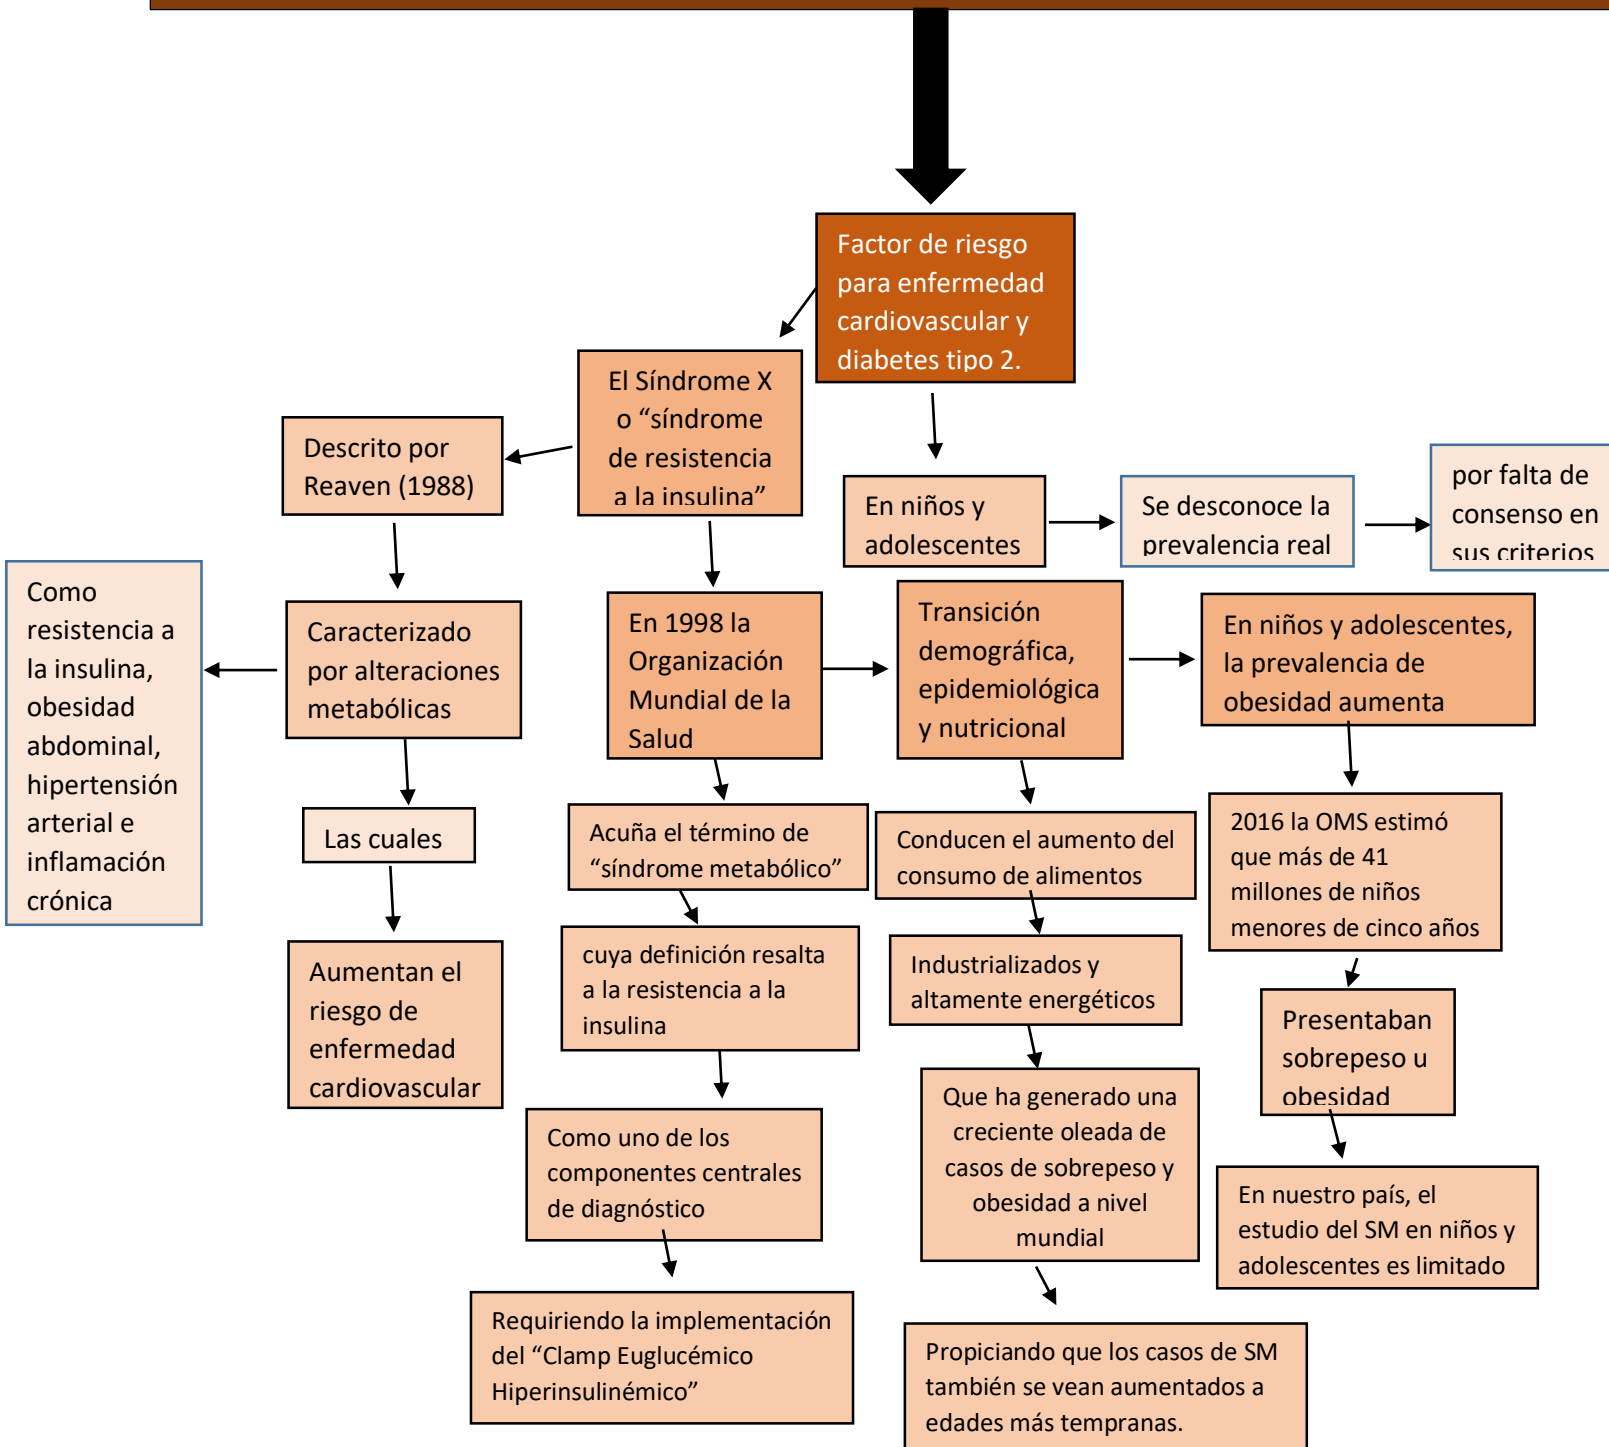 Factor de riesgo
para enfermedad
cardiovascular y
diabetes tipo 2.
El Síndrome X
o “síndrome
de resistencia
a la insulina”
Descrito por
Reaven (1988)
En niños y
adolescentes
Se desconoce la
prevalencia real
por falta de
consenso en
sus criterios
Como
resistencia a
la insulina,
obesidad
abdominal,
hipertensión
arterial e
inflamación
crónica
Caracterizado
por alteraciones
metabólicas
En 1998 la
Organización
Mundial de la
Salud
Transición
demográfica,
epidemiológica
y nutricional
En niños y adolescentes,
la prevalencia de
obesidad aumenta
Las cuales
Acuña el término de
“síndrome metabólico”
Conducen el aumento del
consumo de alimentos
2016 la OMS estimó
que más de 41
millones de niños
menores de cinco años
Aumentan el
riesgo de
enfermedad
cardiovascular
cuya definición resalta
a la resistencia a la
insulina
Industrializados y
altamente energéticos
Presentaban
sobrepeso u
obesidad
Como uno de los
componentes centrales
de diagnóstico
Que ha generado una
creciente oleada de
casos de sobrepeso y
obesidad a nivel
mundial
En nuestro país, el
estudio del SM en niños y
adolescentes es limitado
Requiriendo la implementación
del “Clamp Euglucémico
Hiperinsulinémico”
Propiciando que los casos de SM
también se vean aumentados a
edades más tempranas.